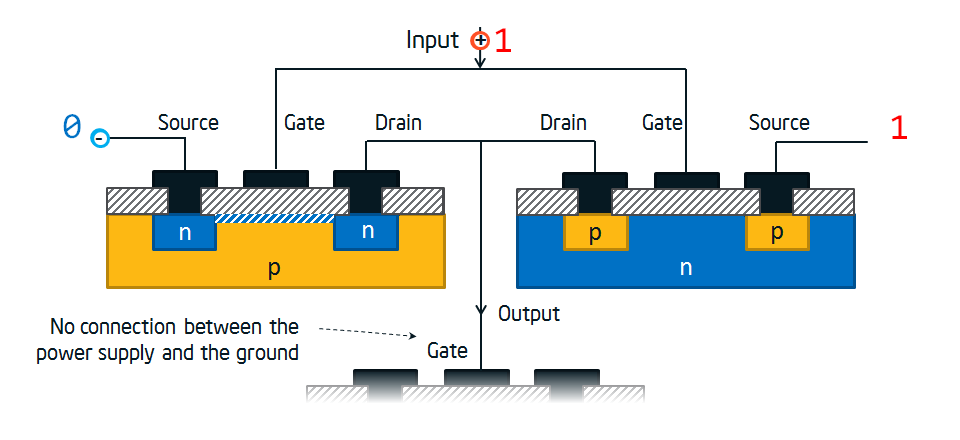 Input + 1
0 - Source Gate Drain Drain Gate Source 1
n n p p
p n
Output
No connection between the
power supply and the ground
Gate